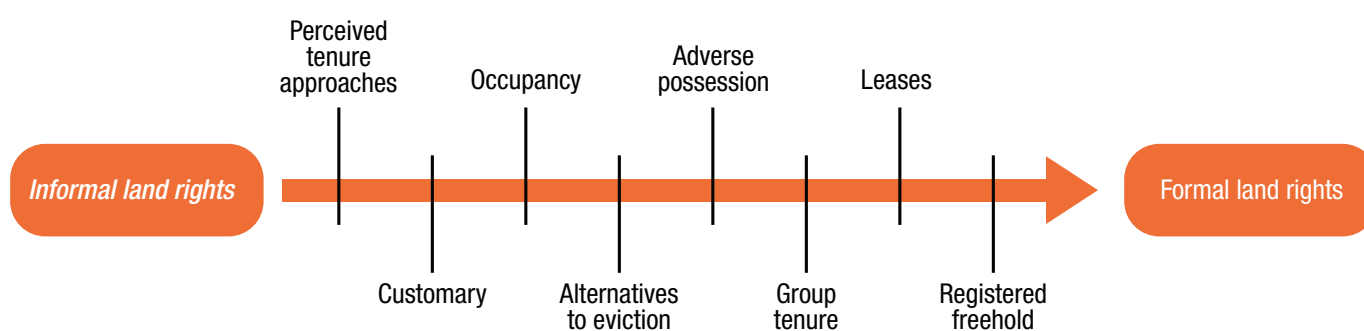 Perceived
tenure
approaches
Occupancy
Adverse
possession
Leases
Informal land rights
Formal land rights
Customary
Alternatives
to eviction
Group
tenure
Registered
freehold